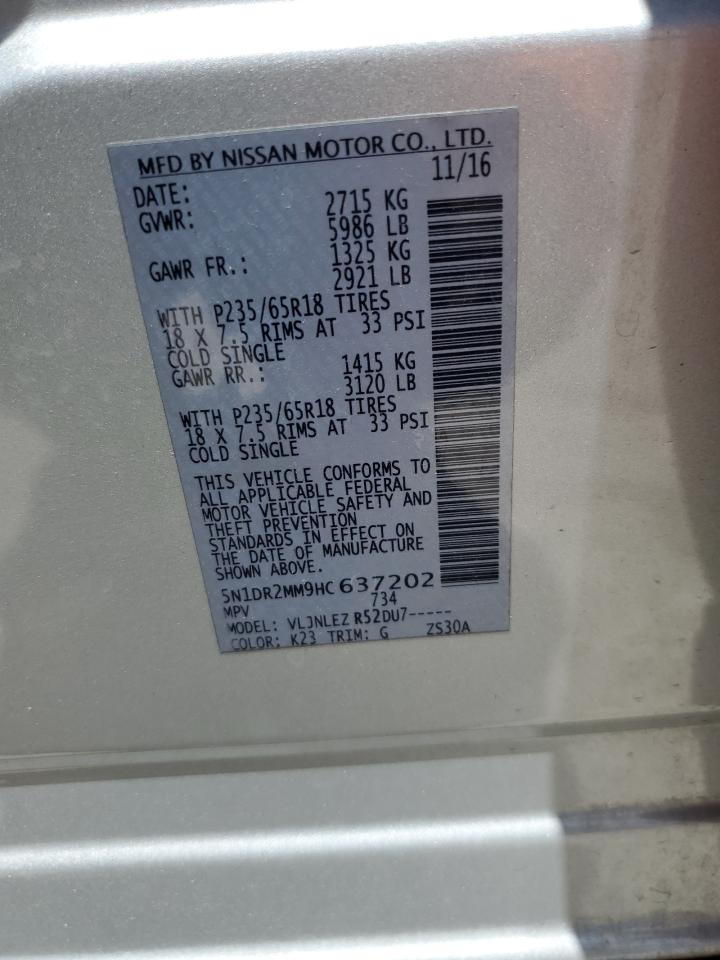 MFD BY NISSAN MOTOR CO., LTD.
DATE: 11/16
GVWR: 2715 KG
5986 LB
GAWR FR.: 1325 KG
2921 LB
WITH P235/65R18 TIRES
18 X 7.5 RIMS AT 33 PSI
COLD SINGLE
GAWR RR.: 1415 KG
3120 LB
WITH P235/65R18 TIRES
18 X 7.5 RIMS AT 33 PSI
COLD SINGLE
THIS VEHICLE CONFORMS TO
ALL APPLICABLE FEDERAL
MOTOR VEHICLE SAFETY AND
THEFT PREVENTION
STANDARDS IN EFFECT ON
THE DATE OF MANUFACTURE
SHOWN ABOVE.
5N1DR2MM9HC 637202
MPV 734
MODEL: VLJNLEZ R52DU7-----
COLOR: K23 TRIM: G ZS30A